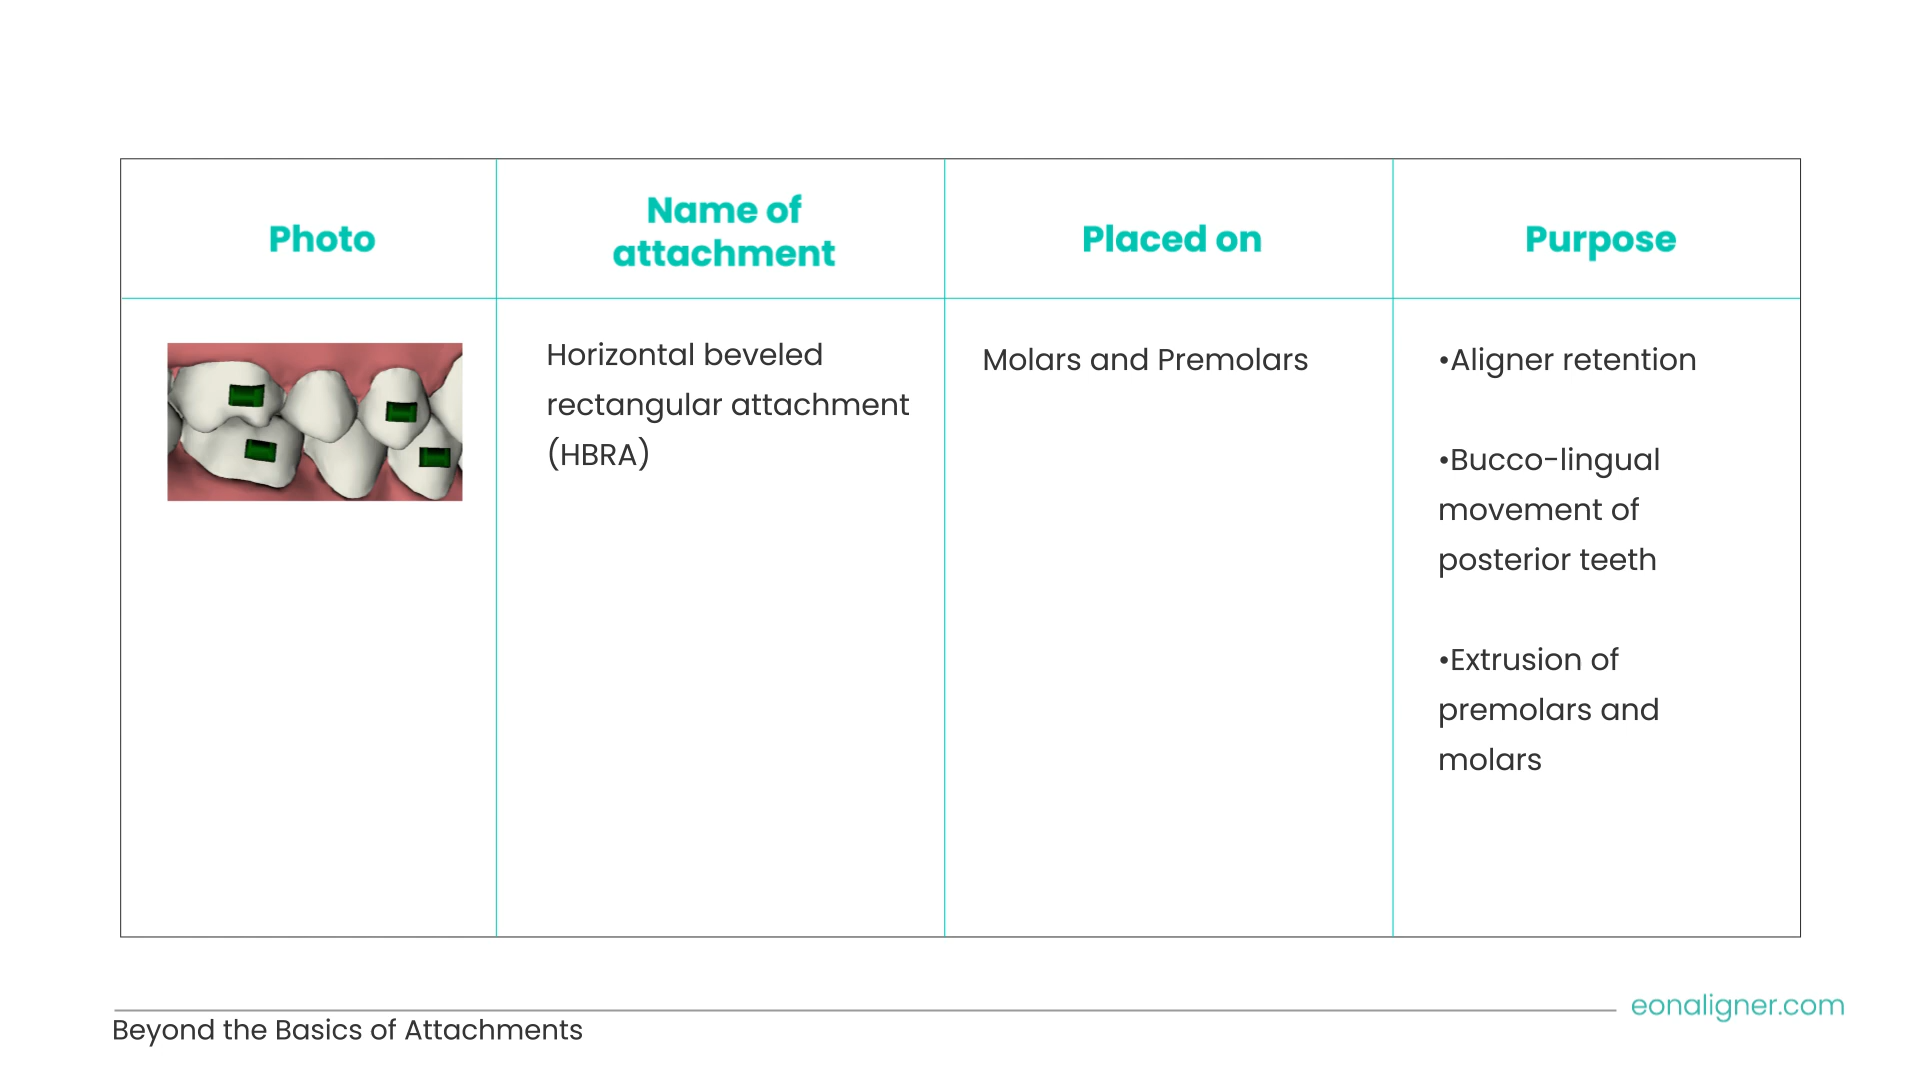 Photo
Name of
attachment
Placed on
Purpose
Horizontal beveled
rectangular attachment
(HBRA)
Molars and Premolars
•Aligner retention
•Bucco-lingual
movement of
posterior teeth
•Extrusion of
premolars and
molars
eonaligner.com
Beyond the Basics of Attachments